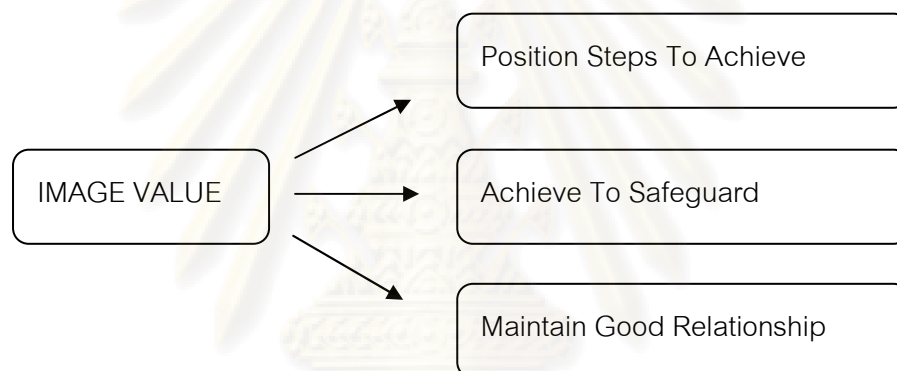 Position Steps To Achieve
IMAGE VALUE
Achieve To Safeguard
Maintain Good Relationship